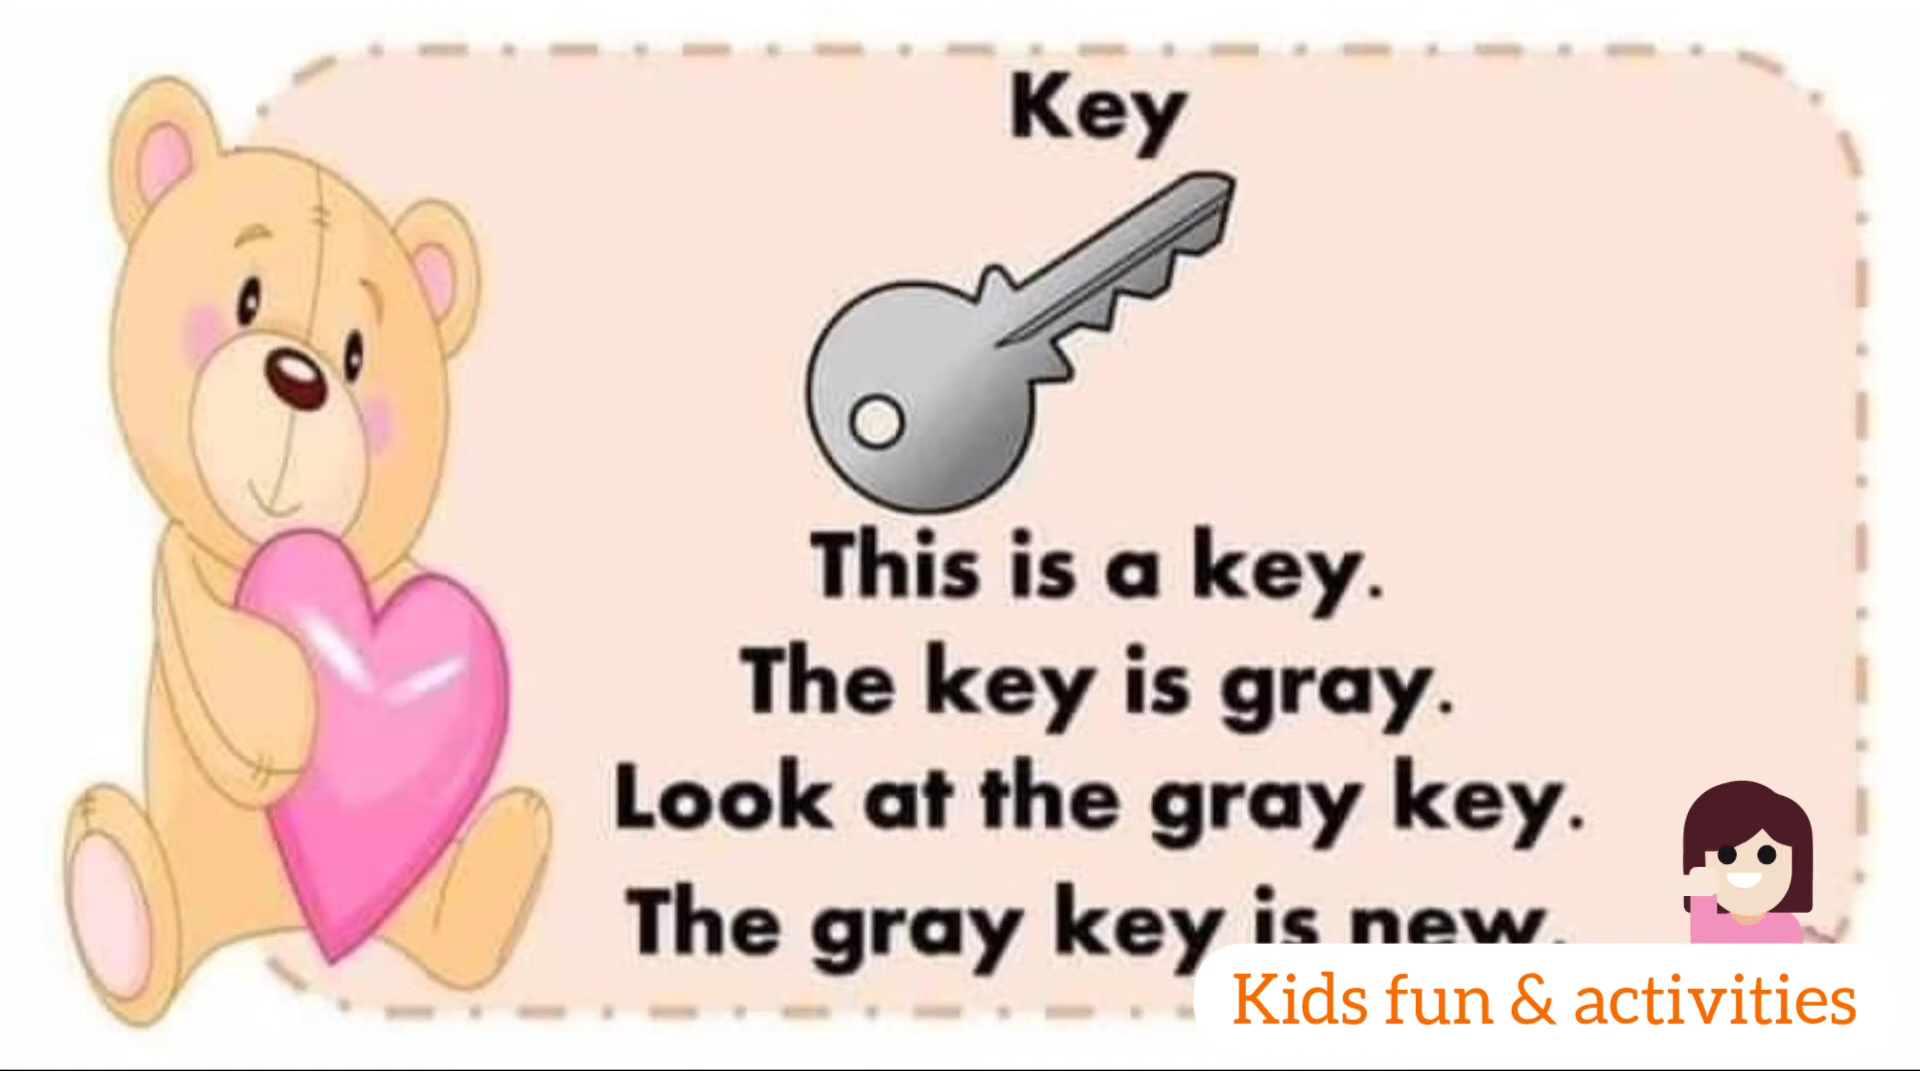 Key
This is a key.
The key is gray.
Look at the gray key.
The gray key is new.
Kids fun & activities